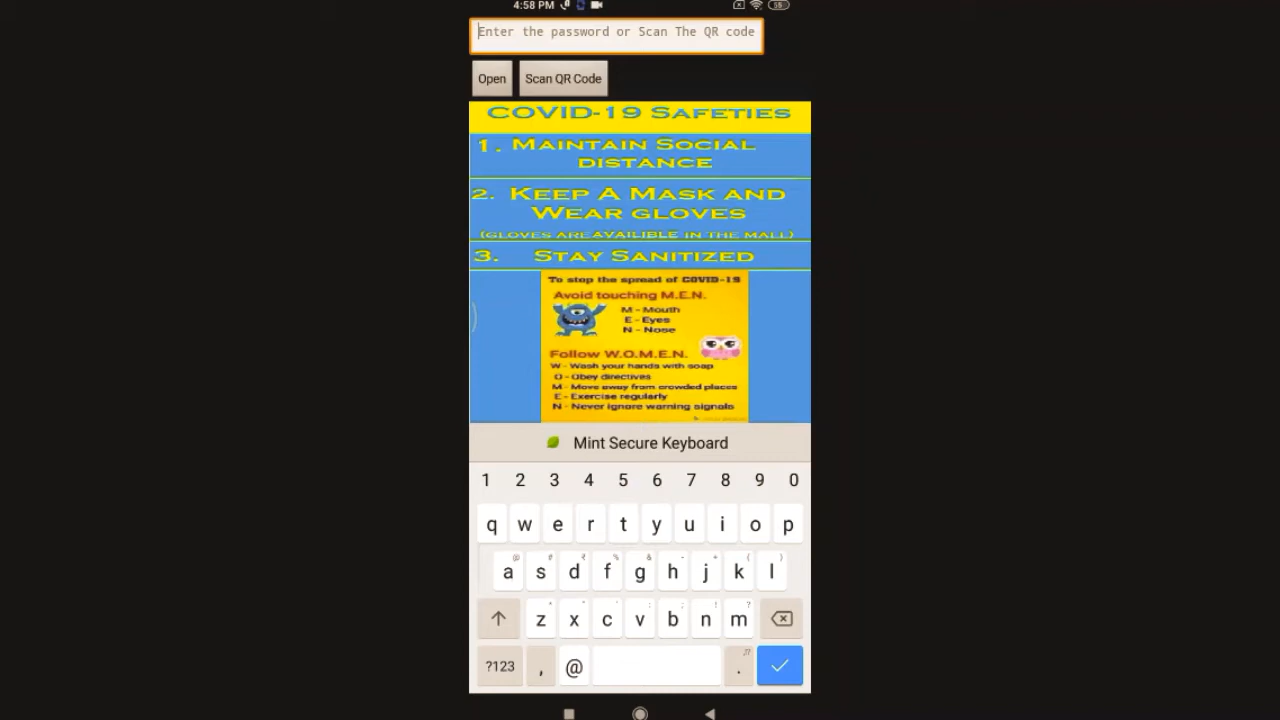 4:58 PM
59
Enter the password or Scan The QR code
Open
Scan QR Code
COVID-19 SAFETIES
1. MAINTAIN SOCIAL
DISTANCE
2. KEEP A MASK AND
WEAR GLOVES
(GLOVES ARE AVAILIBLE IN THE MALL)
3. STAY SANITIZED
To stop the spread of COVID-19
Avoid touching M.E.N.
M - Mouth
E - Eyes
N - Nose
Follow W.O.M.E.N.
W - Wash your hands with soap
O - Obey directives
M - Move away from crowded places
E - Exercise regularly
N - Never ignore warning signals
Mint Secure Keyboard
1 2 3 4 5 6 7 8 9 0
q w e r t y u i o p
@ # ₹ % & - + ( )
a s d f g h j k l
* " ' : ; ! ?
z x c v b n m
?123 , @ .